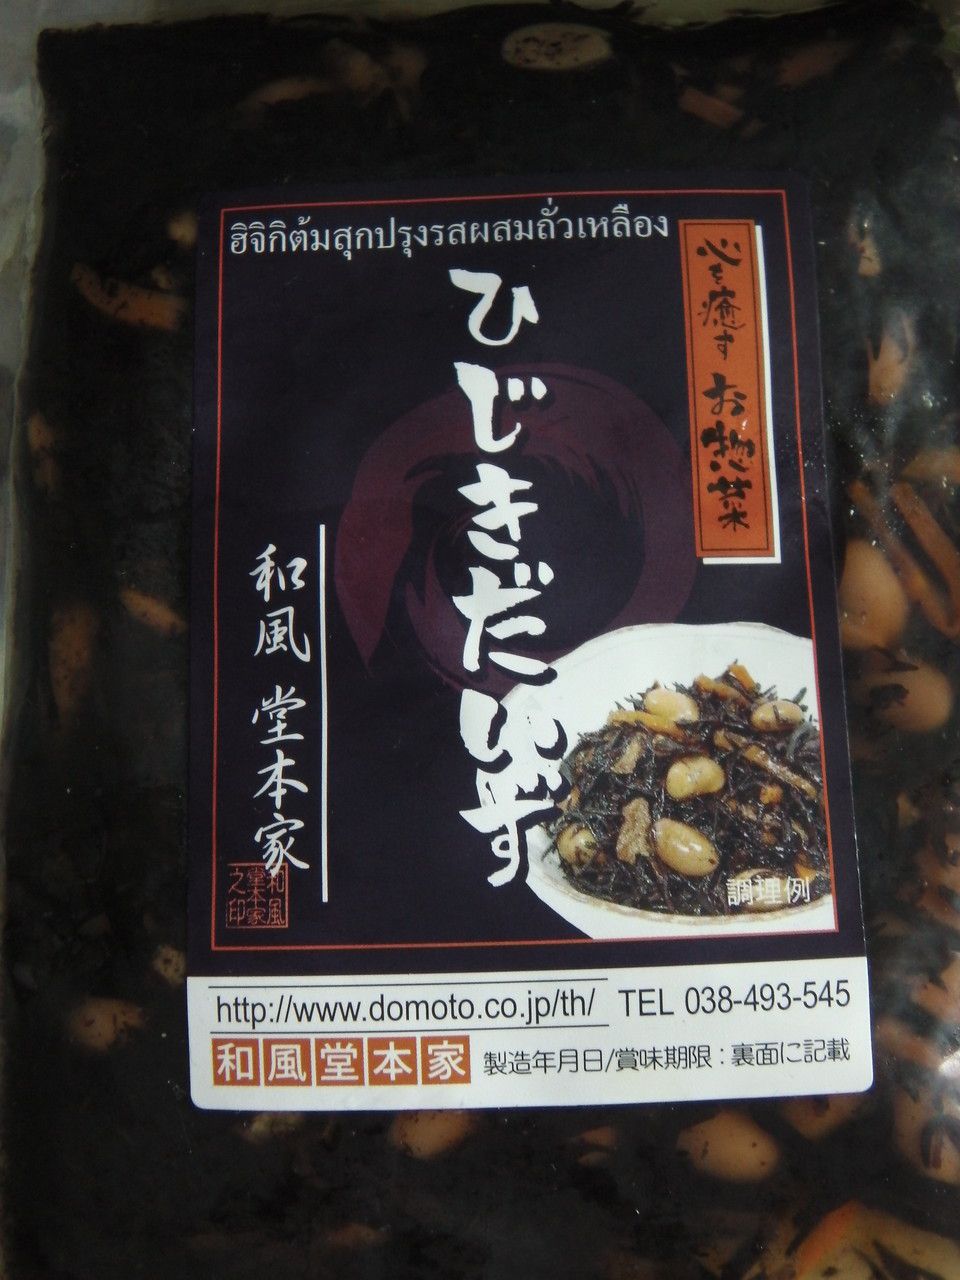 ฮิจิกิต้มสุกปรุงรสผสมถั่วเหลือง
心を癒す お惣菜
ひじきだいず
和風 堂本家
和風
堂本家
之印
調理例
http://www.domoto.co.jp/th/ TEL 038-493-545
和風堂本家 製造年月日/賞味期限:裏面に記載